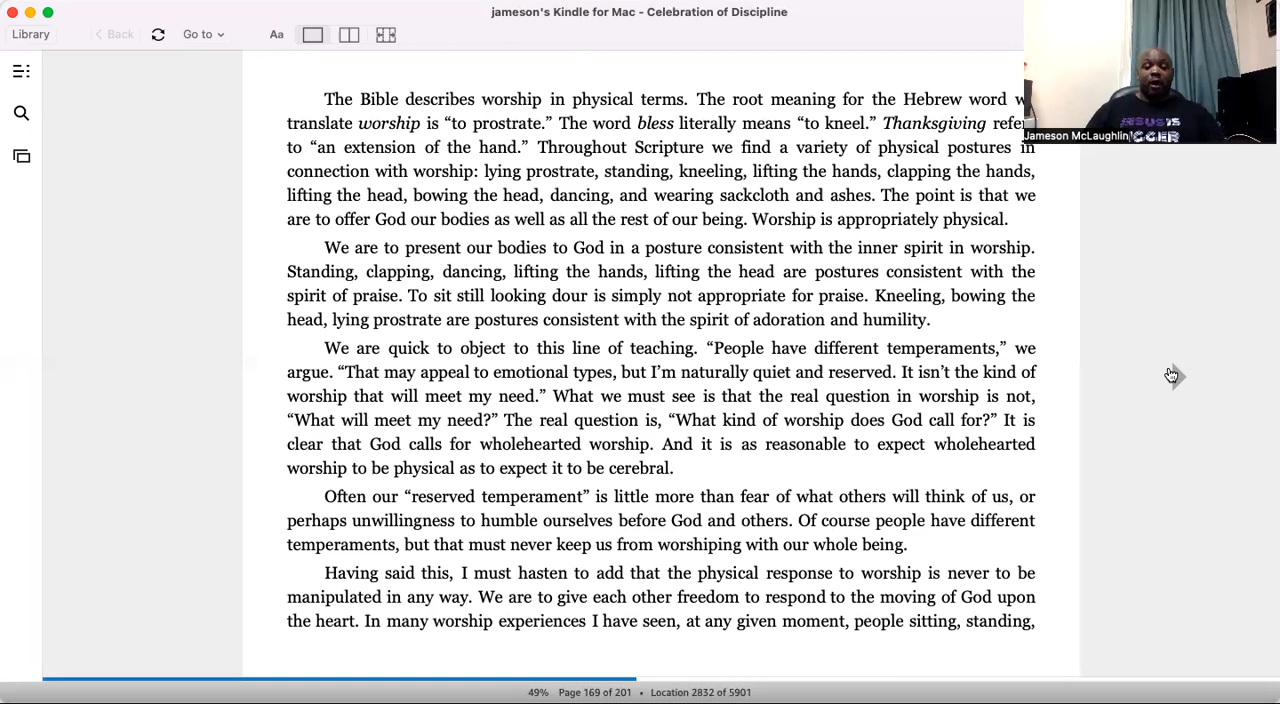 jameson's Kindle for Mac - Celebration of Discipline
Library
Back
Go to
Aa
The Bible describes worship in physical terms. The root meaning for the Hebrew word
translate worship is “to prostrate.” The word bless literally means “to kneel.” Thanksgiving refer
to “an extension of the hand.” Throughout Scripture we find a variety of physical postures in
connection with worship: lying prostrate, standing, kneeling, lifting the hands, clapping the hands,
lifting the head, bowing the head, dancing, and wearing sackcloth and ashes. The point is that we
are to offer God our bodies as well as all the rest of our being. Worship is appropriately physical.
We are to present our bodies to God in a posture consistent with the inner spirit in worship.
Standing, clapping, dancing, lifting the hands, lifting the head are postures consistent with the
spirit of praise. To sit still looking dour is simply not appropriate for praise. Kneeling, bowing the
head, lying prostrate are postures consistent with the spirit of adoration and humility.
We are quick to object to this line of teaching. “People have different temperaments,” we
argue. “That may appeal to emotional types, but I’m naturally quiet and reserved. It isn’t the kind of
worship that will meet my need.” What we must see is that the real question in worship is not,
“What will meet my need?” The real question is, “What kind of worship does God call for?” It is
clear that God calls for wholehearted worship. And it is as reasonable to expect wholehearted
worship to be physical as to expect it to be cerebral.
Often our “reserved temperament” is little more than fear of what others will think of us, or
perhaps unwillingness to humble ourselves before God and others. Of course people have different
temperaments, but that must never keep us from worshiping with our whole being.
Having said this, I must hasten to add that the physical response to worship is never to be
manipulated in any way. We are to give each other freedom to respond to the moving of God upon
the heart. In many worship experiences I have seen, at any given moment, people sitting, standing,
JESUS IS
Jameson McLaughlin
49% Page 169 of 201 • Location 2832 of 5901